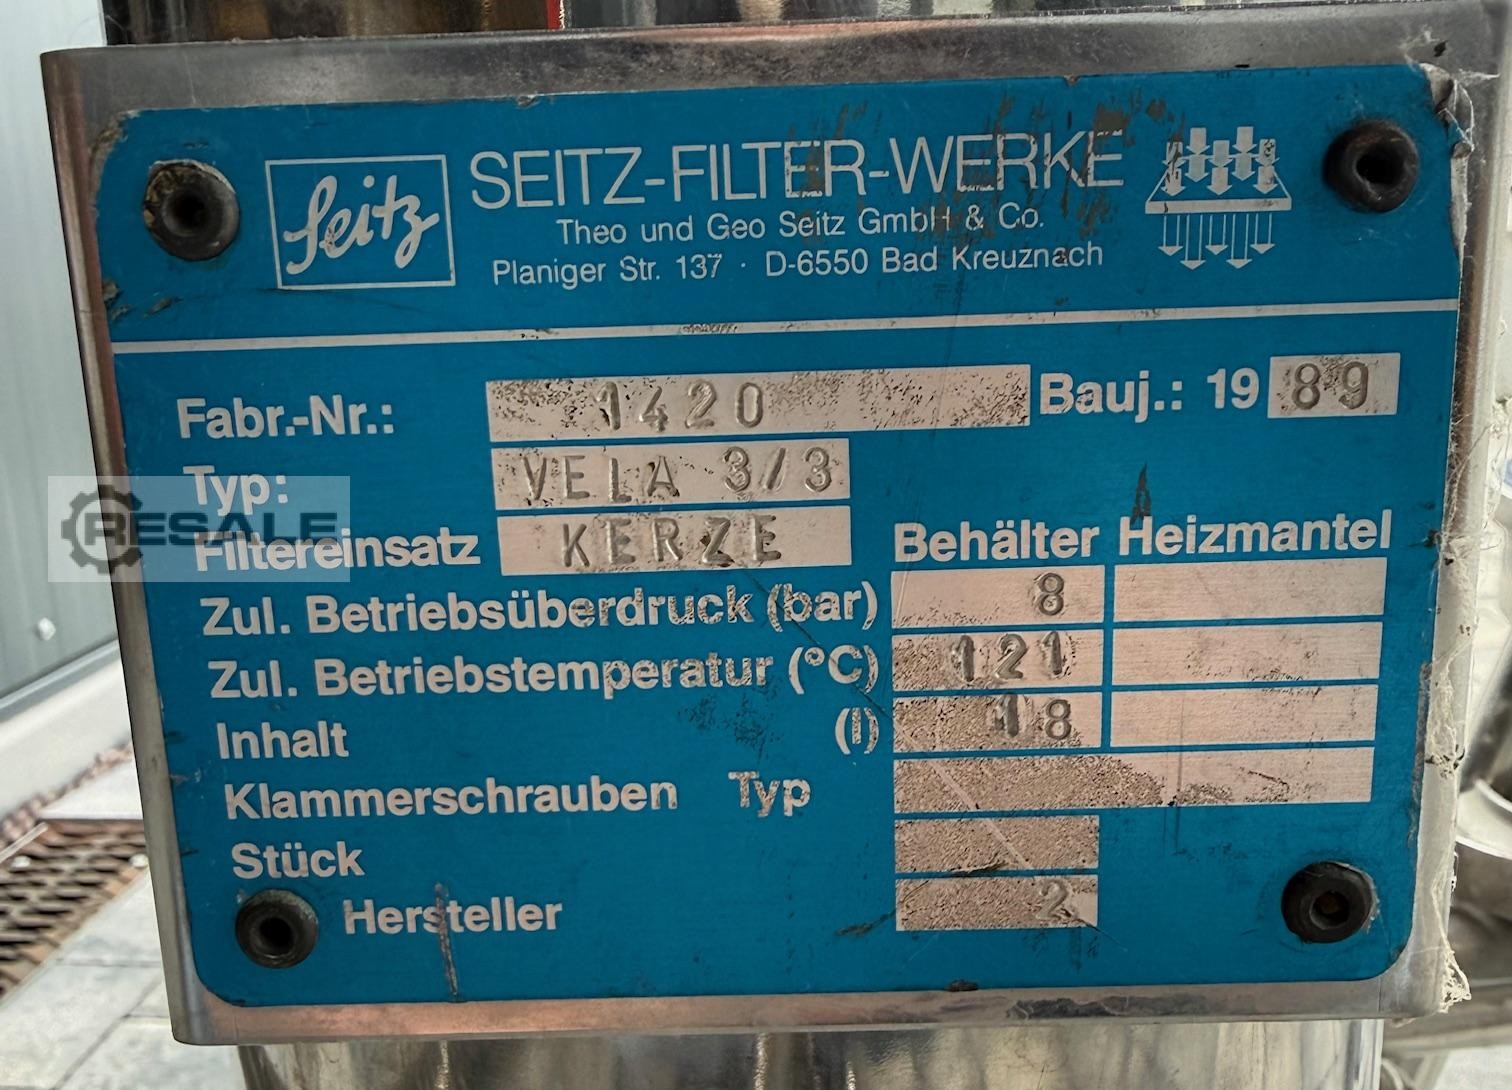 Seitz
SEITZ-FILTER-WERKE
Theo und Geo Seitz GmbH & Co.
Planiger Str. 137 · D-6550 Bad Kreuznach
Fabr.-Nr.: 1420 Bauj.: 19 89
Typ: VELA 3/3
RESALE
Filtereinsatz KERZE Behälter Heizmantel
Zul. Betriebsüberdruck (bar) 8
Zul. Betriebstemperatur (°C) 121
Inhalt (l) 18
Klammerschrauben Typ
Stück
Hersteller 2